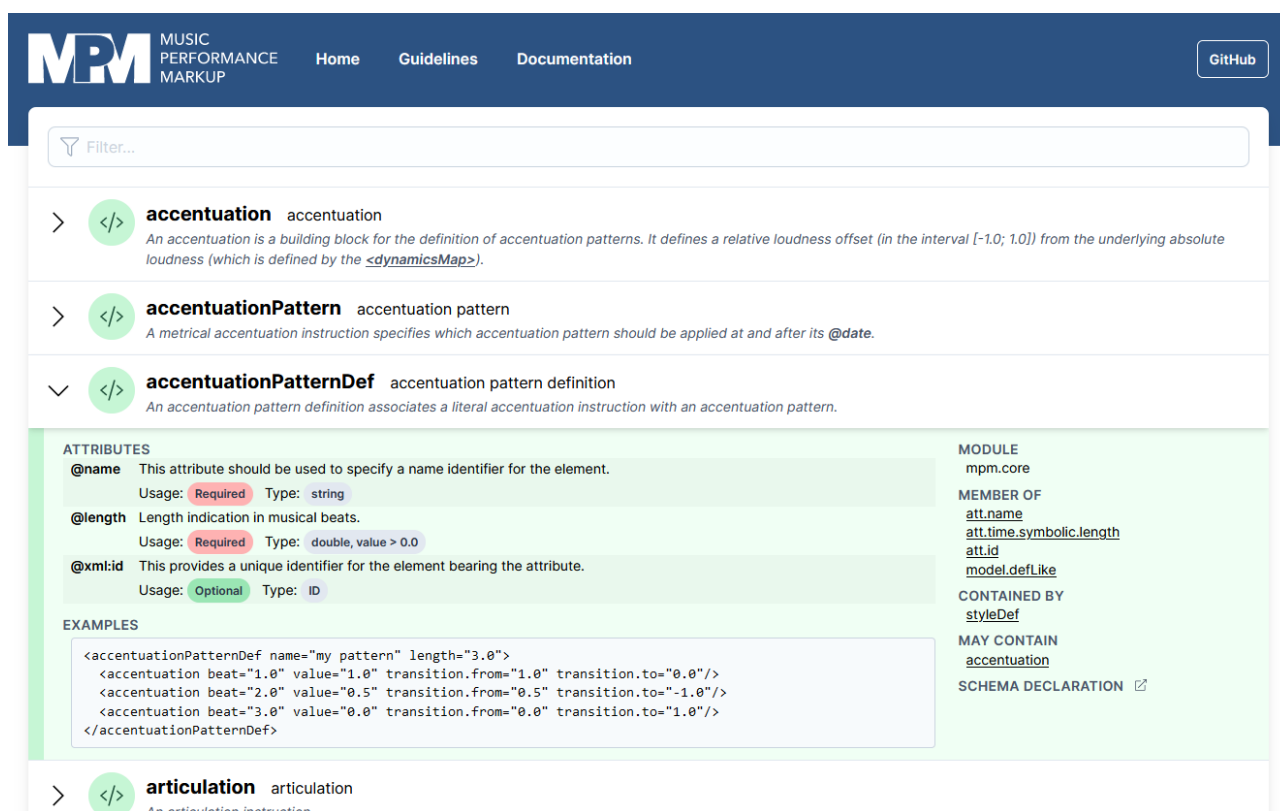 MPM MUSIC
PERFORMANCE
MARKUP
Home Guidelines Documentation GitHub
Filter...
</> accentuation accentuation
An accentuation is a building block for the definition of accentuation patterns. It defines a relative loudness offset (in the interval [-1.0; 1.0]) from the underlying absolute
loudness (which is defined by the <dynamicsMap>).
</> accentuationPattern accentuation pattern
A metrical accentuation instruction specifies which accentuation pattern should be applied at and after its @date.
</> accentuationPatternDef accentuation pattern definition
An accentuation pattern definition associates a literal accentuation instruction with an accentuation pattern.
ATTRIBUTES
@name This attribute should be used to specify a name identifier for the element.
Usage: Required Type: string
@length Length indication in musical beats.
Usage: Required Type: double, value > 0.0
@xml:id This provides a unique identifier for the element bearing the attribute.
Usage: Optional Type: ID
EXAMPLES
<accentuationPatternDef name="my pattern" length="3.0">
<accentuation beat="1.0" value="1.0" transition.from="1.0" transition.to="0.0"/>
<accentuation beat="2.0" value="0.5" transition.from="0.5" transition.to="-1.0"/>
<accentuation beat="3.0" value="0.0" transition.from="0.0" transition.to="1.0"/>
</accentuationPatternDef>
MODULE
mpm.core
MEMBER OF
att.name
att.time.symbolic.length
att.id
model.defLike
CONTAINED BY
styleDef
MAY CONTAIN
accentuation
SCHEMA DECLARATION
</> articulation articulation
An articulation instruction